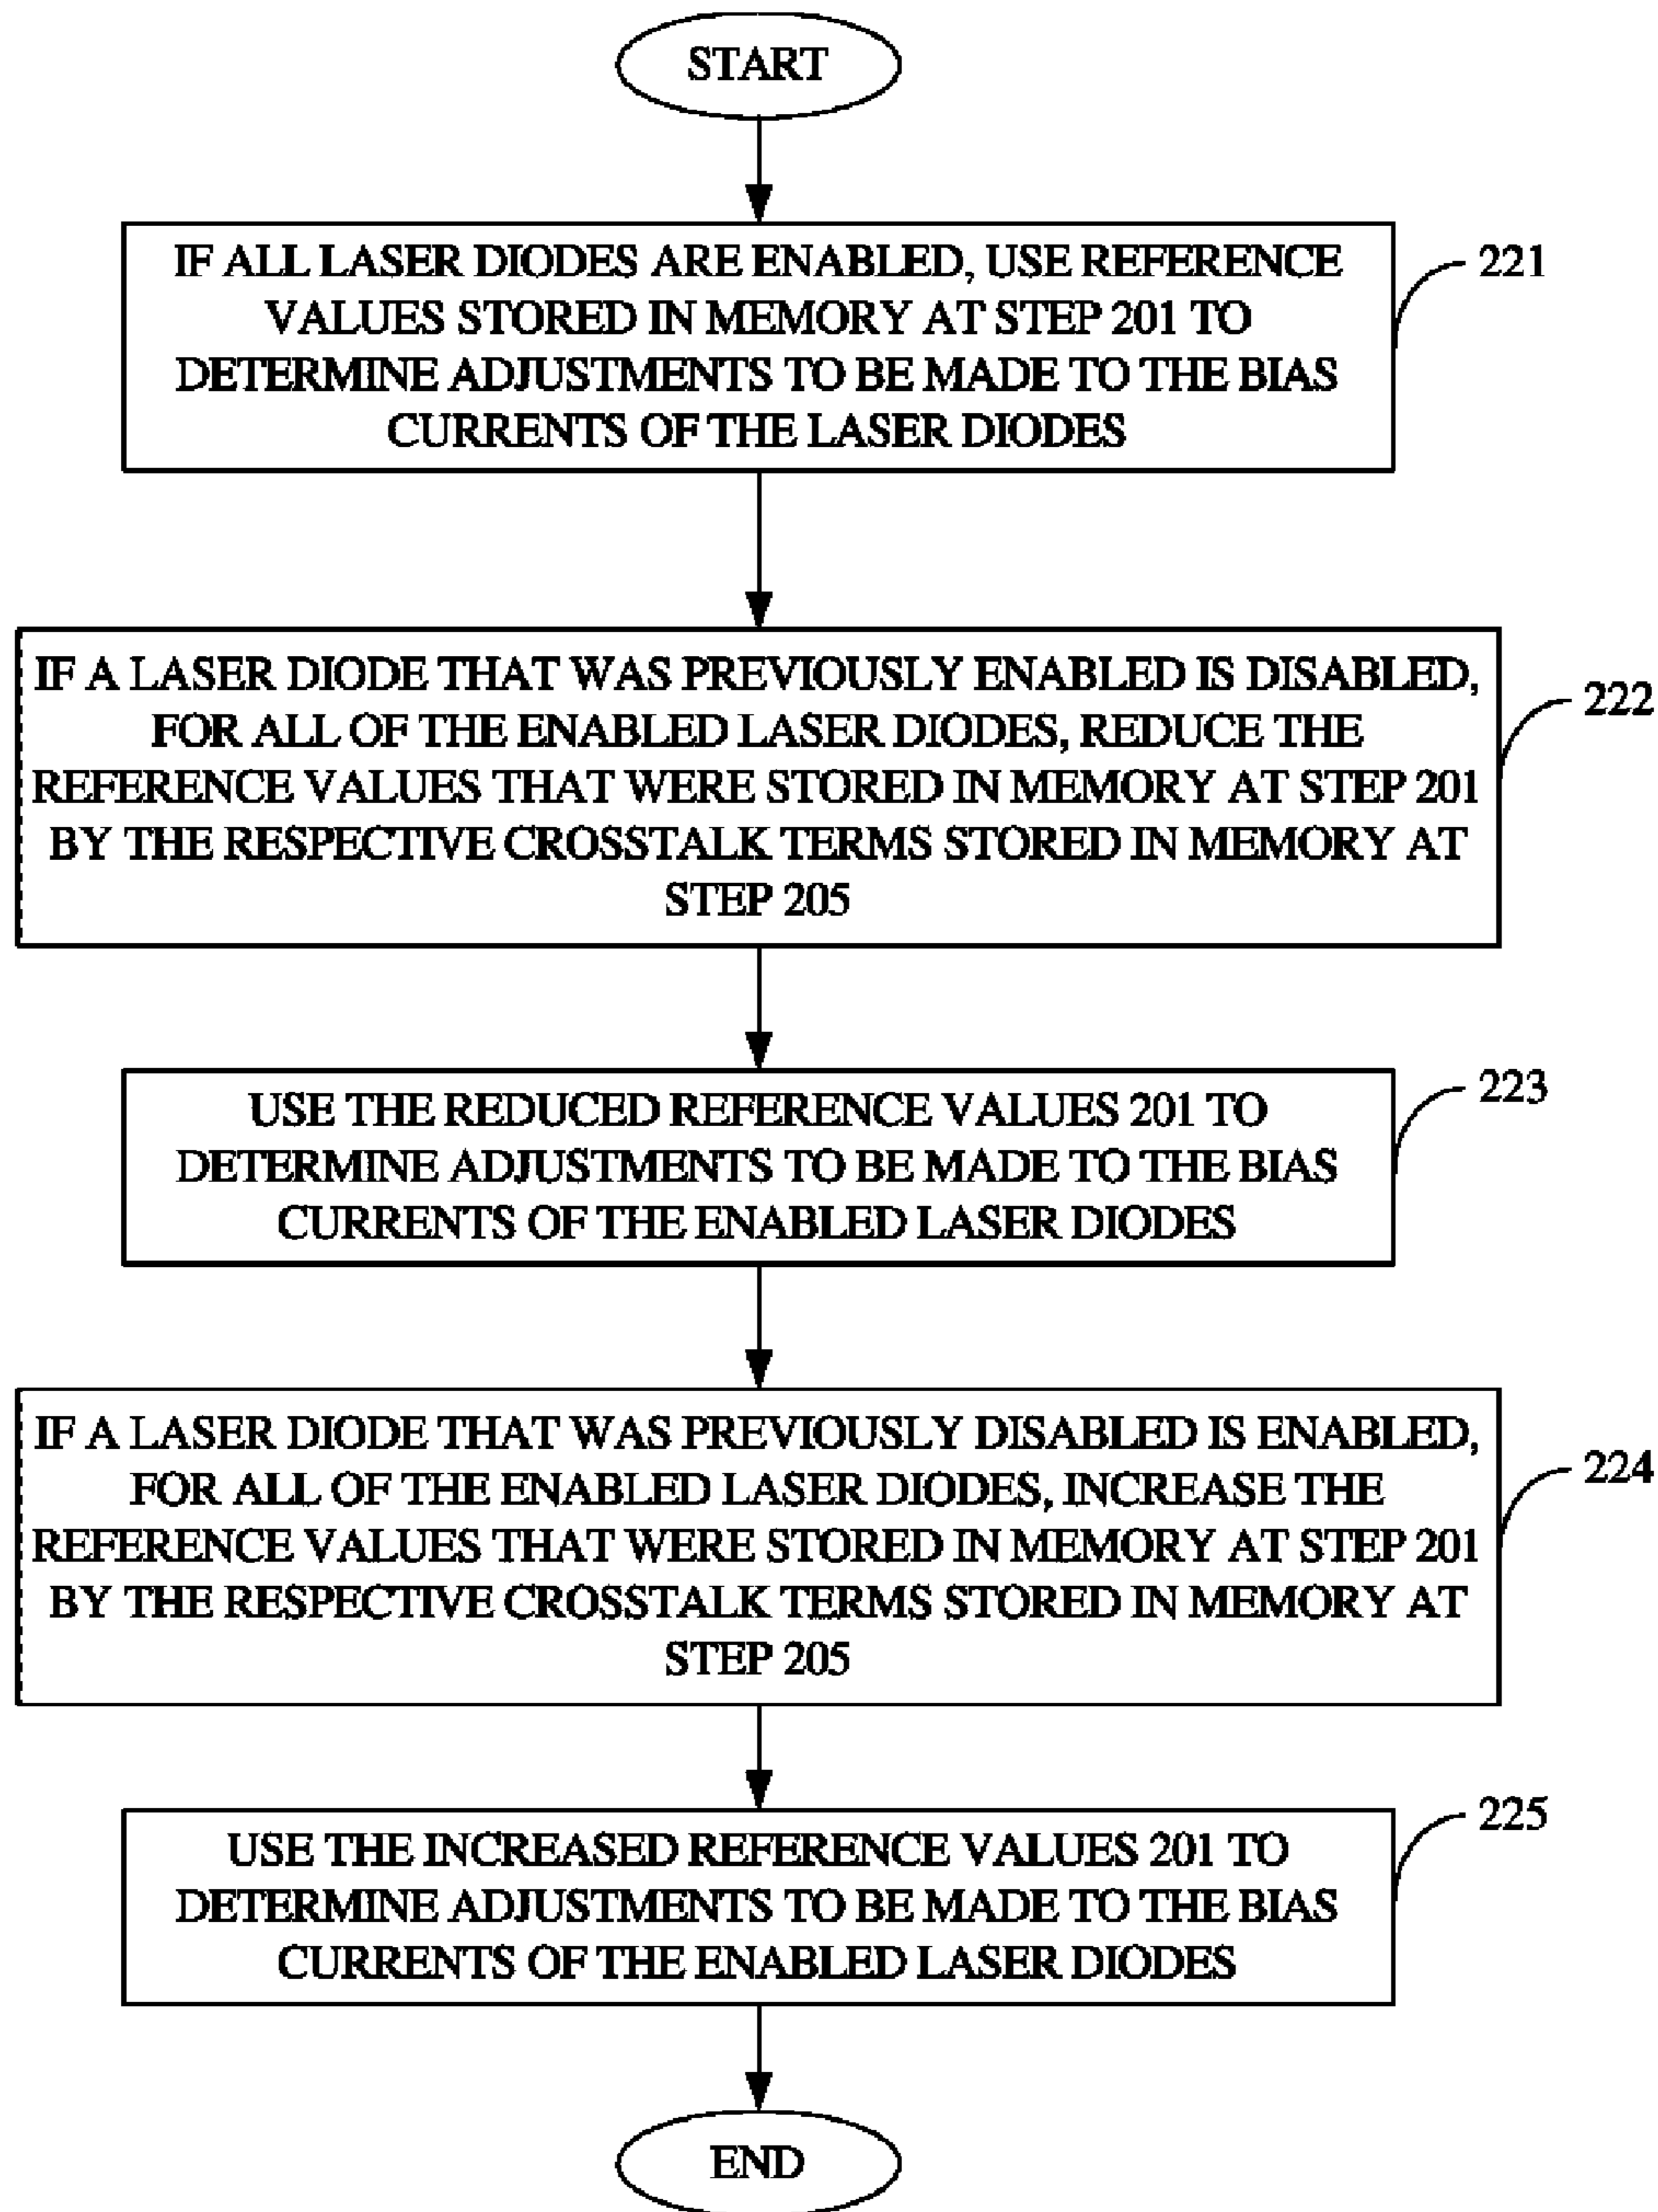 START
IF ALL LASER DIODES ARE ENABLED, USE REFERENCE
VALUES STORED IN MEMORY AT STEP 201 TO
DETERMINE ADJUSTMENTS TO BE MADE TO THE BIAS
CURRENTS OF THE LASER DIODES
221
IF A LASER DIODE THAT WAS PREVIOUSLY ENABLED IS DISABLED,
FOR ALL OF THE ENABLED LASER DIODES, REDUCE THE
REFERENCE VALUES THAT WERE STORED IN MEMORY AT STEP 201
BY THE RESPECTIVE CROSSTALK TERMS STORED IN MEMORY AT
STEP 205
222
USE THE REDUCED REFERENCE VALUES 201 TO
DETERMINE ADJUSTMENTS TO BE MADE TO THE BIAS
CURRENTS OF THE ENABLED LASER DIODES
223
IF A LASER DIODE THAT WAS PREVIOUSLY DISABLED IS ENABLED,
FOR ALL OF THE ENABLED LASER DIODES, INCREASE THE
REFERENCE VALUES THAT WERE STORED IN MEMORY AT STEP 201
BY THE RESPECTIVE CROSSTALK TERMS STORED IN MEMORY AT
STEP 205
224
USE THE INCREASED REFERENCE VALUES 201 TO
DETERMINE ADJUSTMENTS TO BE MADE TO THE BIAS
CURRENTS OF THE ENABLED LASER DIODES
225
END